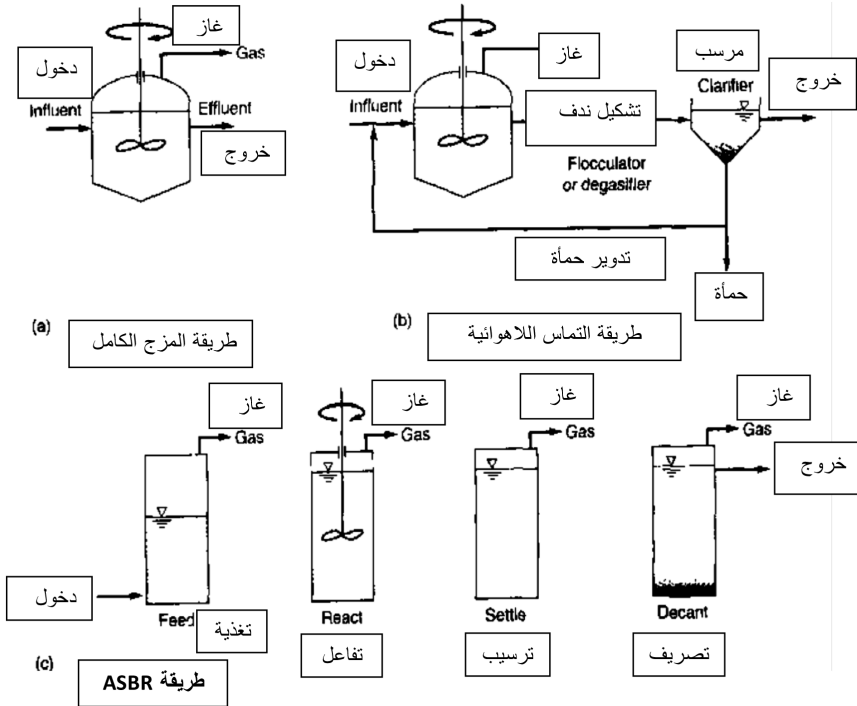 غاز
Gas
دخول
Influent
Effluent
خروج
(a)
طريقة المزج الكامل
غاز
دخول
Influent
تشكيل ندف
Flocculator
or degasifier
مرسب
Clarifier
خروج
تدوير حمأة
حمأة
(b)
طريقة التماس اللاهوائية
غاز
Gas
دخول
Feed
تغذية
غاز
Gas
React
تفاعل
غاز
Gas
Settle
ترسيب
غاز
Gas
خروج
Decant
تصريف
(c)
طريقة ASBR